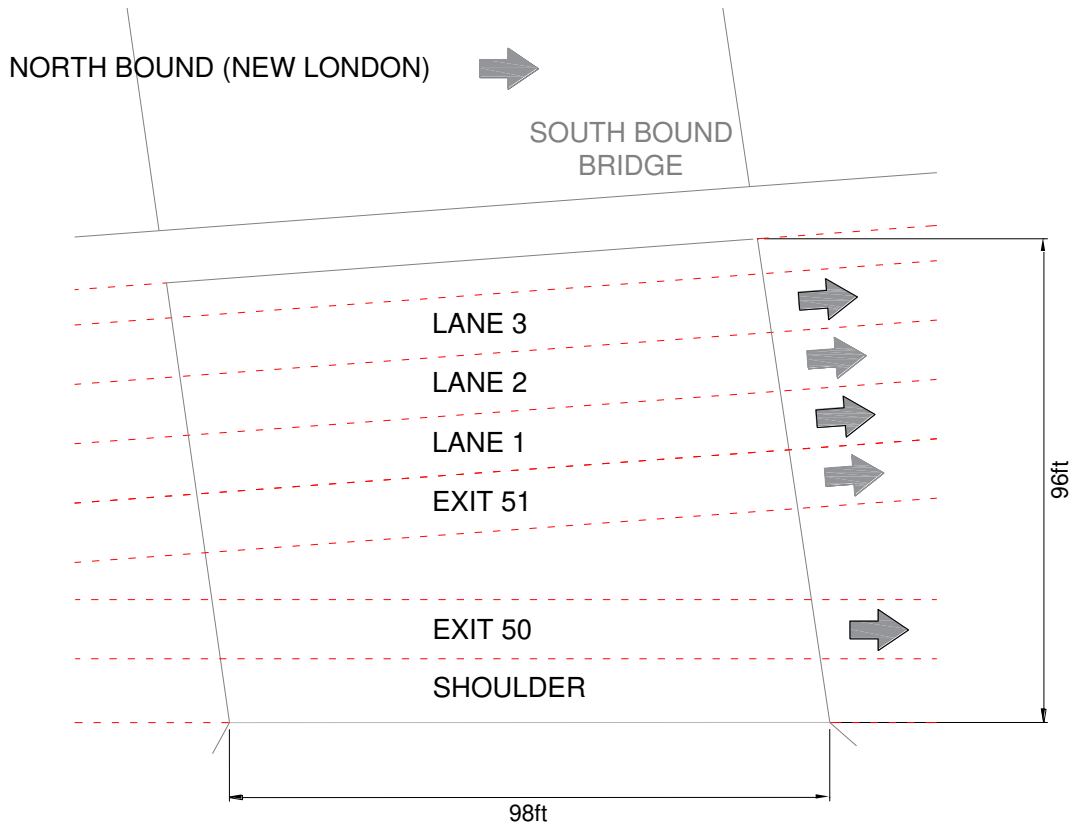 NORTH BOUND (NEW LONDON)
SOUTH BOUND
BRIDGE
LANE 3
LANE 2
LANE 1
EXIT 51
EXIT 50
SHOULDER
96ft
98ft